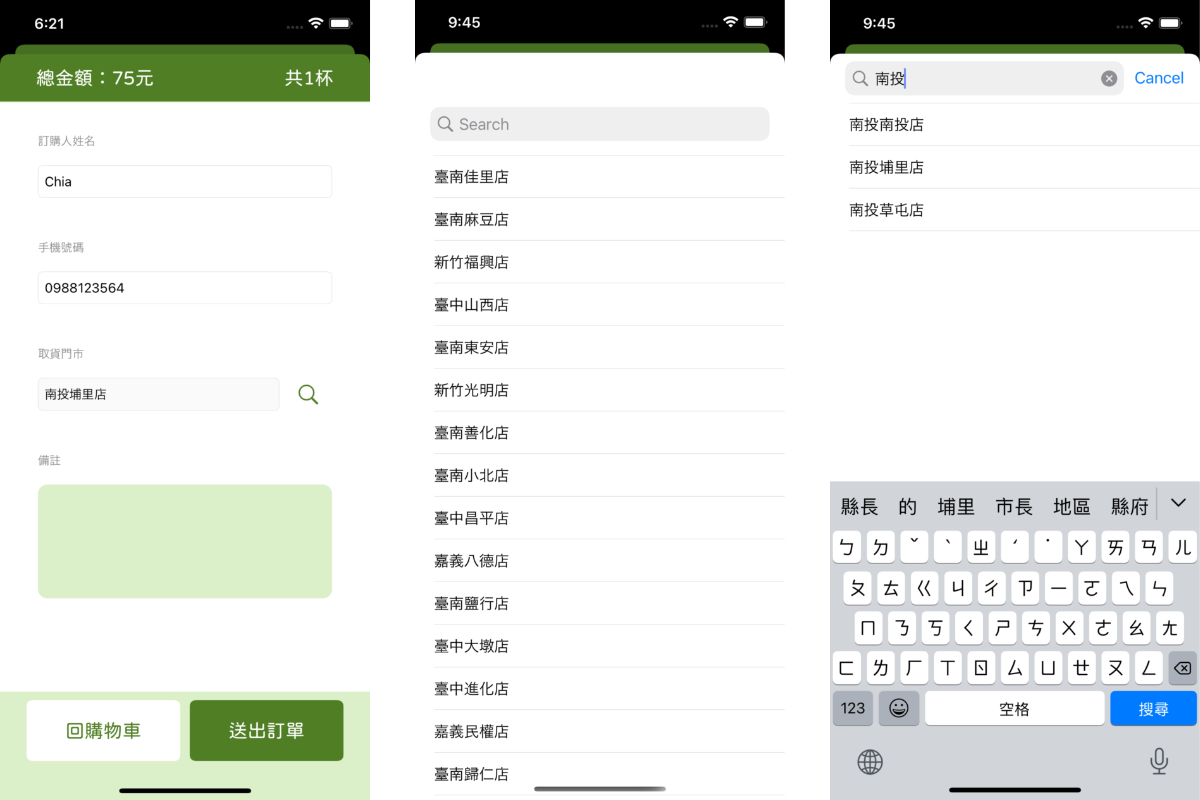 6:21
總金額：75元 共1杯
訂購人姓名
Chia
手機號碼
0988123564
取貨門市
南投埔里店
備註
回購物車 送出訂單
9:45
Search
臺南佳里店
臺南麻豆店
新竹福興店
臺中山西店
臺南東安店
新竹光明店
臺南善化店
臺南小北店
臺中昌平店
嘉義八德店
臺南鹽行店
臺中大墩店
臺中進化店
嘉義民權店
臺南歸仁店
9:45
南投 Cancel
南投南投店
南投埔里店
南投草屯店
縣長 的 埔里 市長 地區 縣府
ㄅ ㄉ ˇ ˋ ㄓ ˊ ˙ ㄚ ㄞ ㄢ ㄦ
ㄆ ㄊ ㄍ ㄐ ㄔ ㄗ ㄧ ㄛ ㄟ ㄣ
ㄇ ㄋ ㄎ ㄑ ㄕ ㄘ ㄨ ㄜ ㄠ ㄤ
ㄈ ㄌ ㄏ ㄒ ㄖ ㄙ ㄩ ㄝ ㄡ ㄥ
123 空格 搜尋